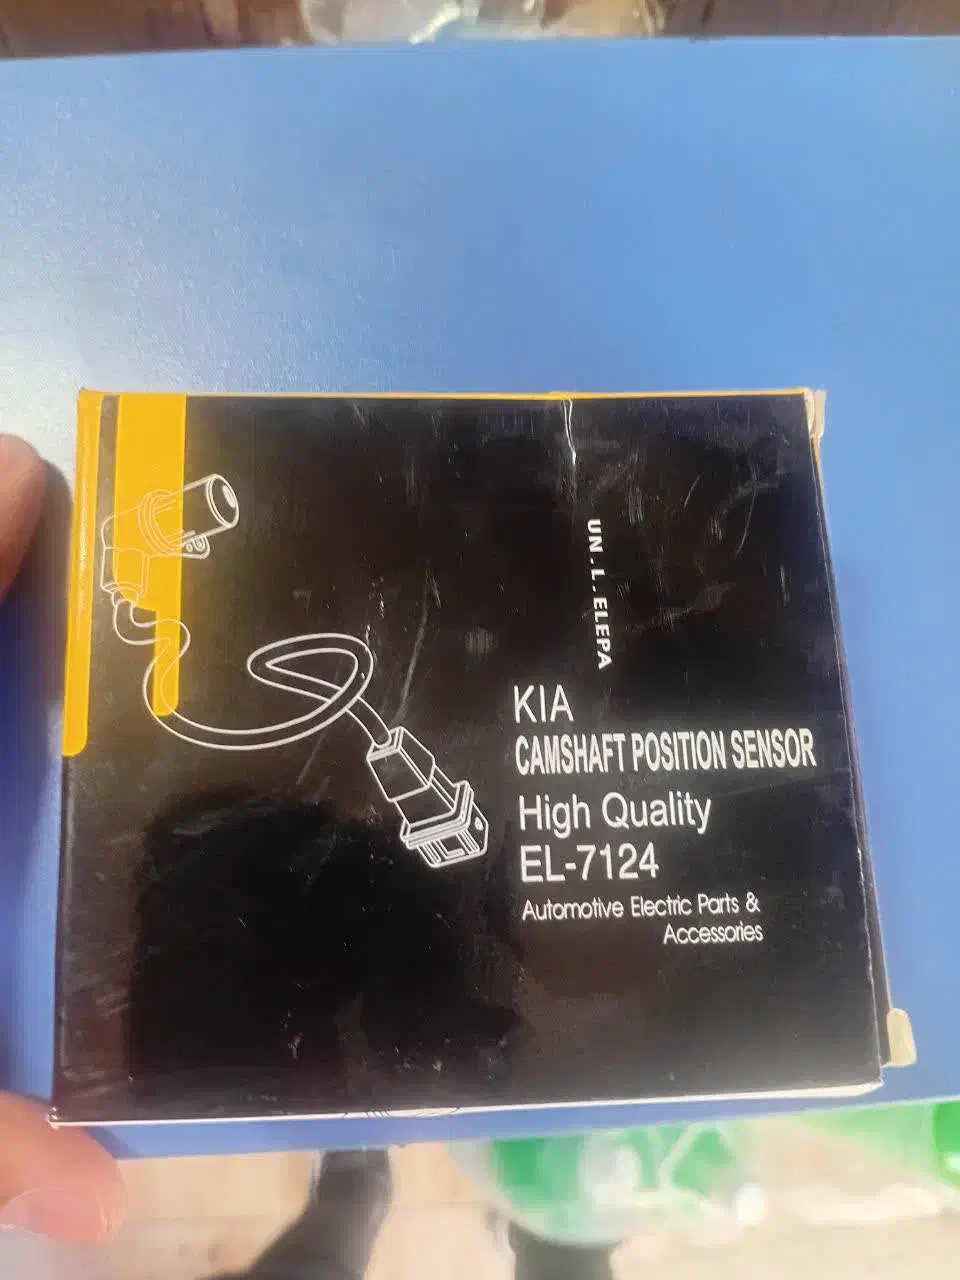 UN.L.ELEPA
KIA
CAMSHAFT POSITION SENSOR
High Quality
EL-7124
Automotive Electric Parts &
Accessories